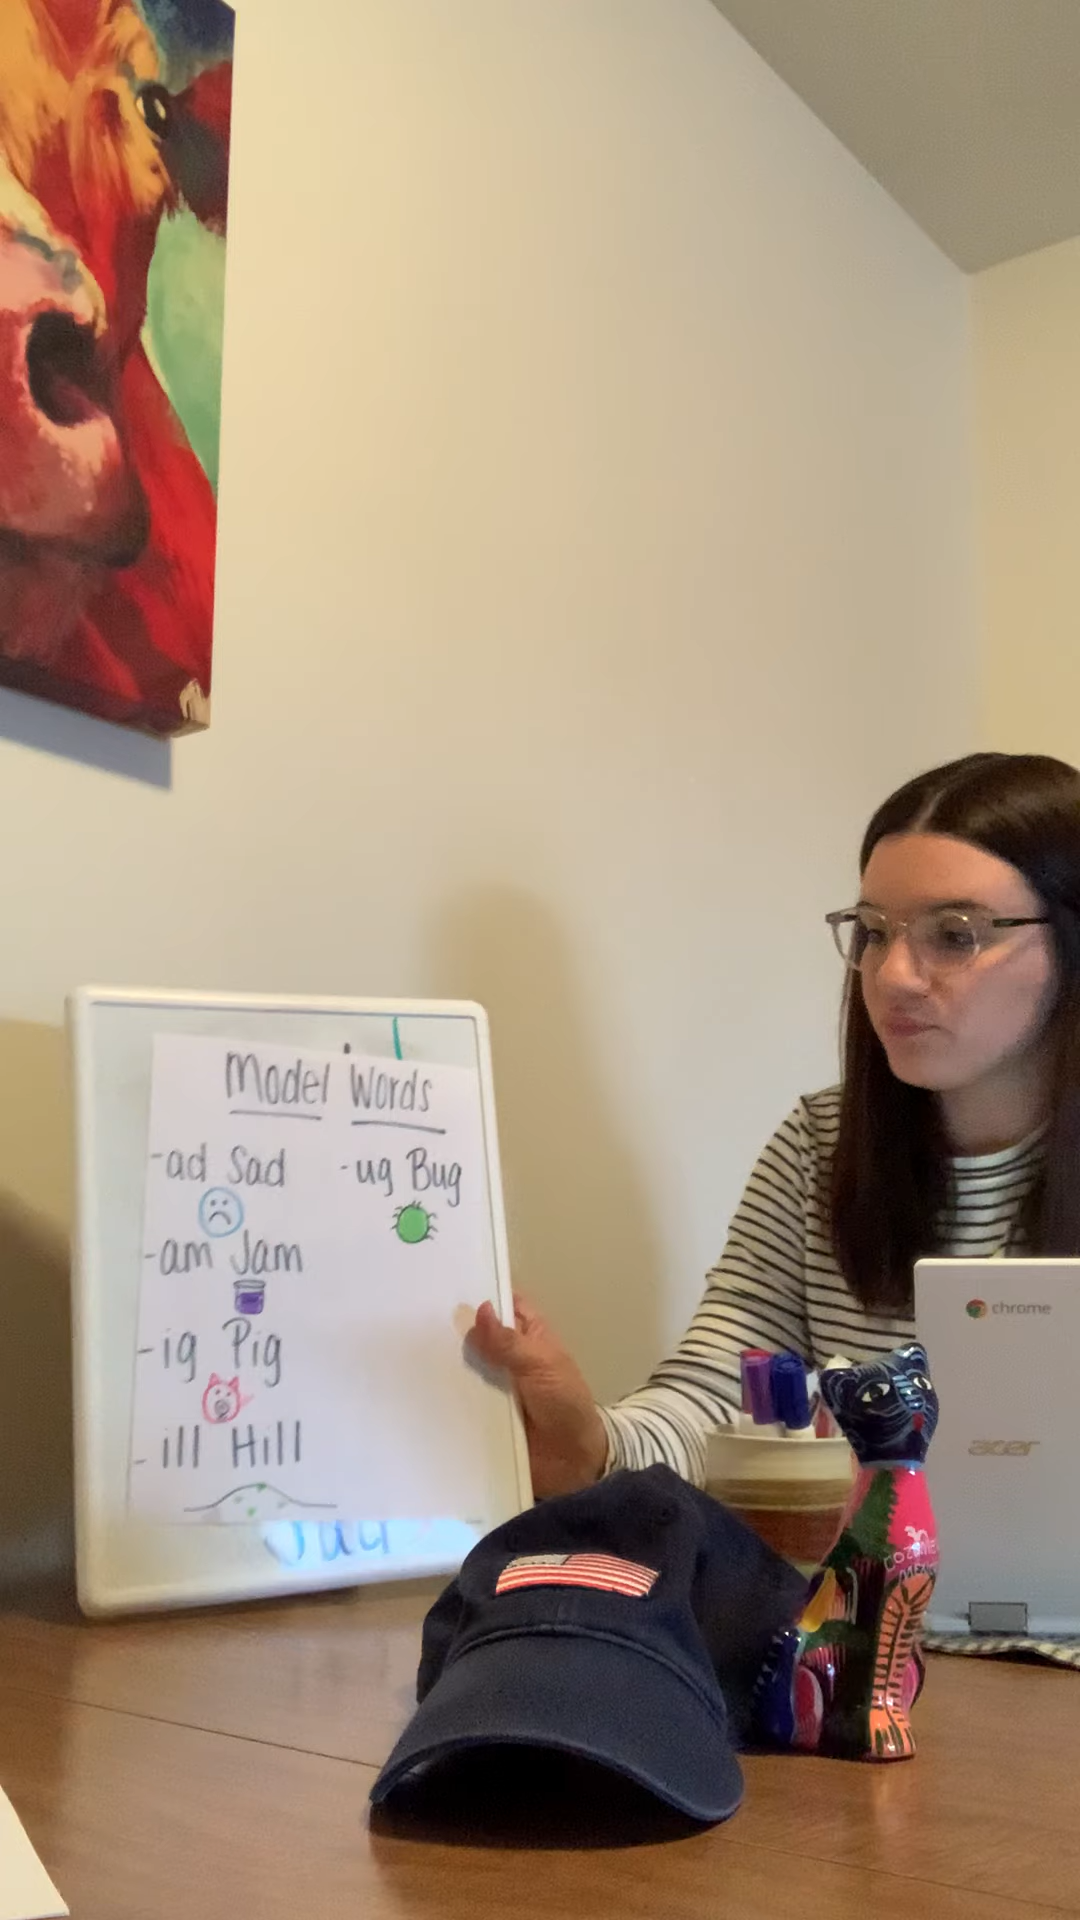 Model Words
-ad Sad
-ug Bug
-am Jam
-ig Pig
-ill Hill
chrome
acer